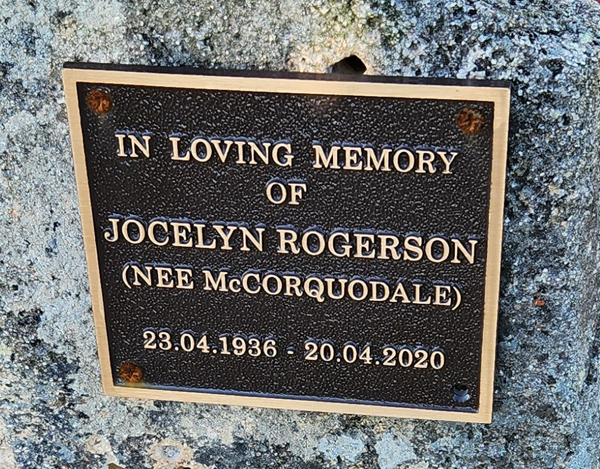 IN LOVING MEMORY
OF
JOCELYN ROGERSON
(NEE McCORQUODALE)
23.04.1936 - 20.04.2020